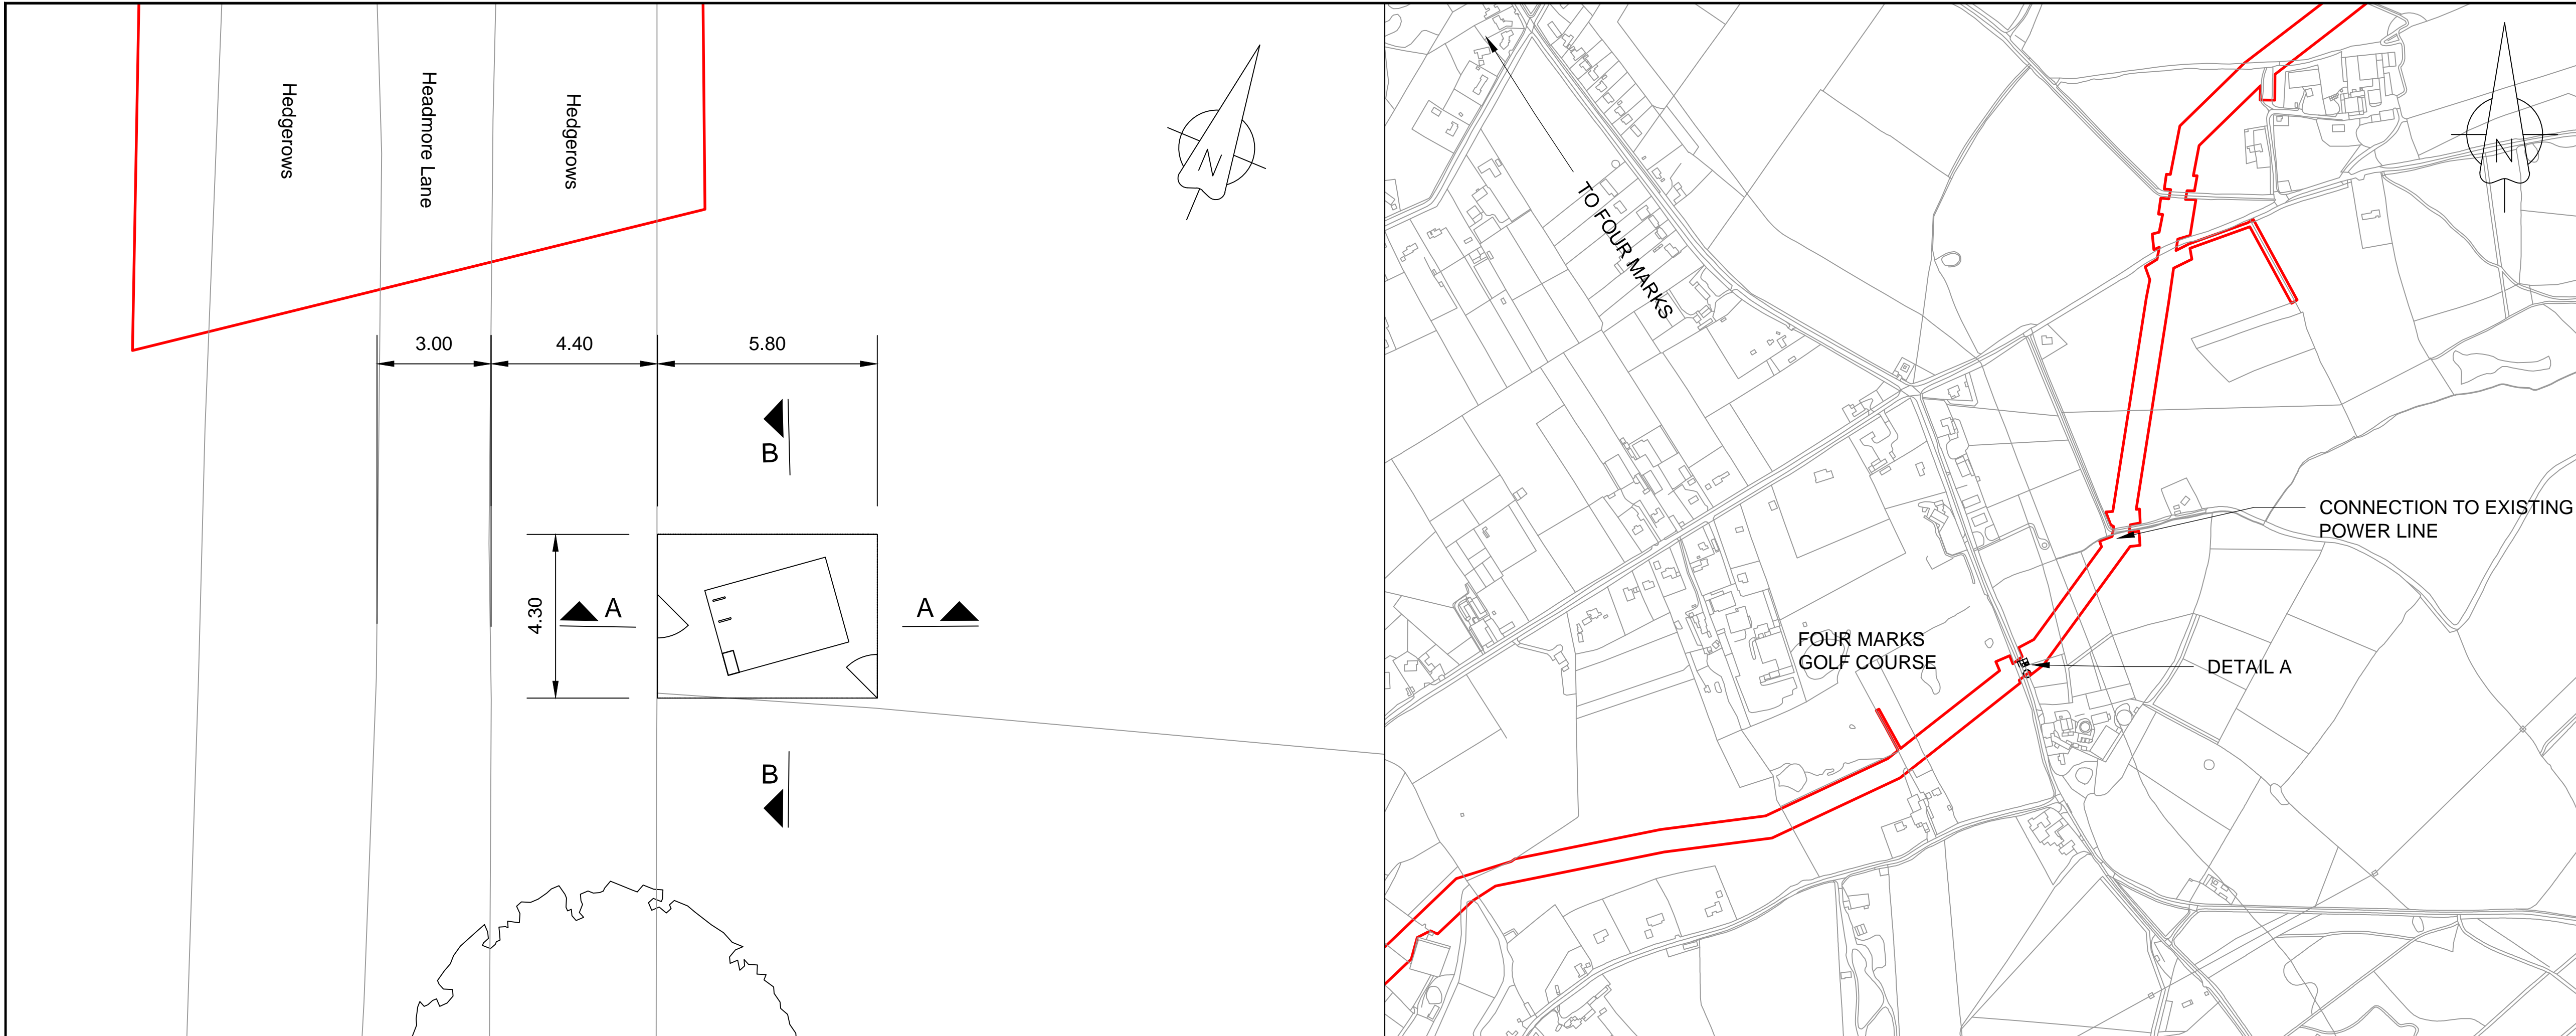 Hedgerows
Headmore Lane
Hedgerows
N
3.00
4.40
5.80
B
4.30
A
A
B
N
TO FOUR MARKS
CONNECTION TO EXISTING
POWER LINE
FOUR MARKS
GOLF COURSE
DETAIL A